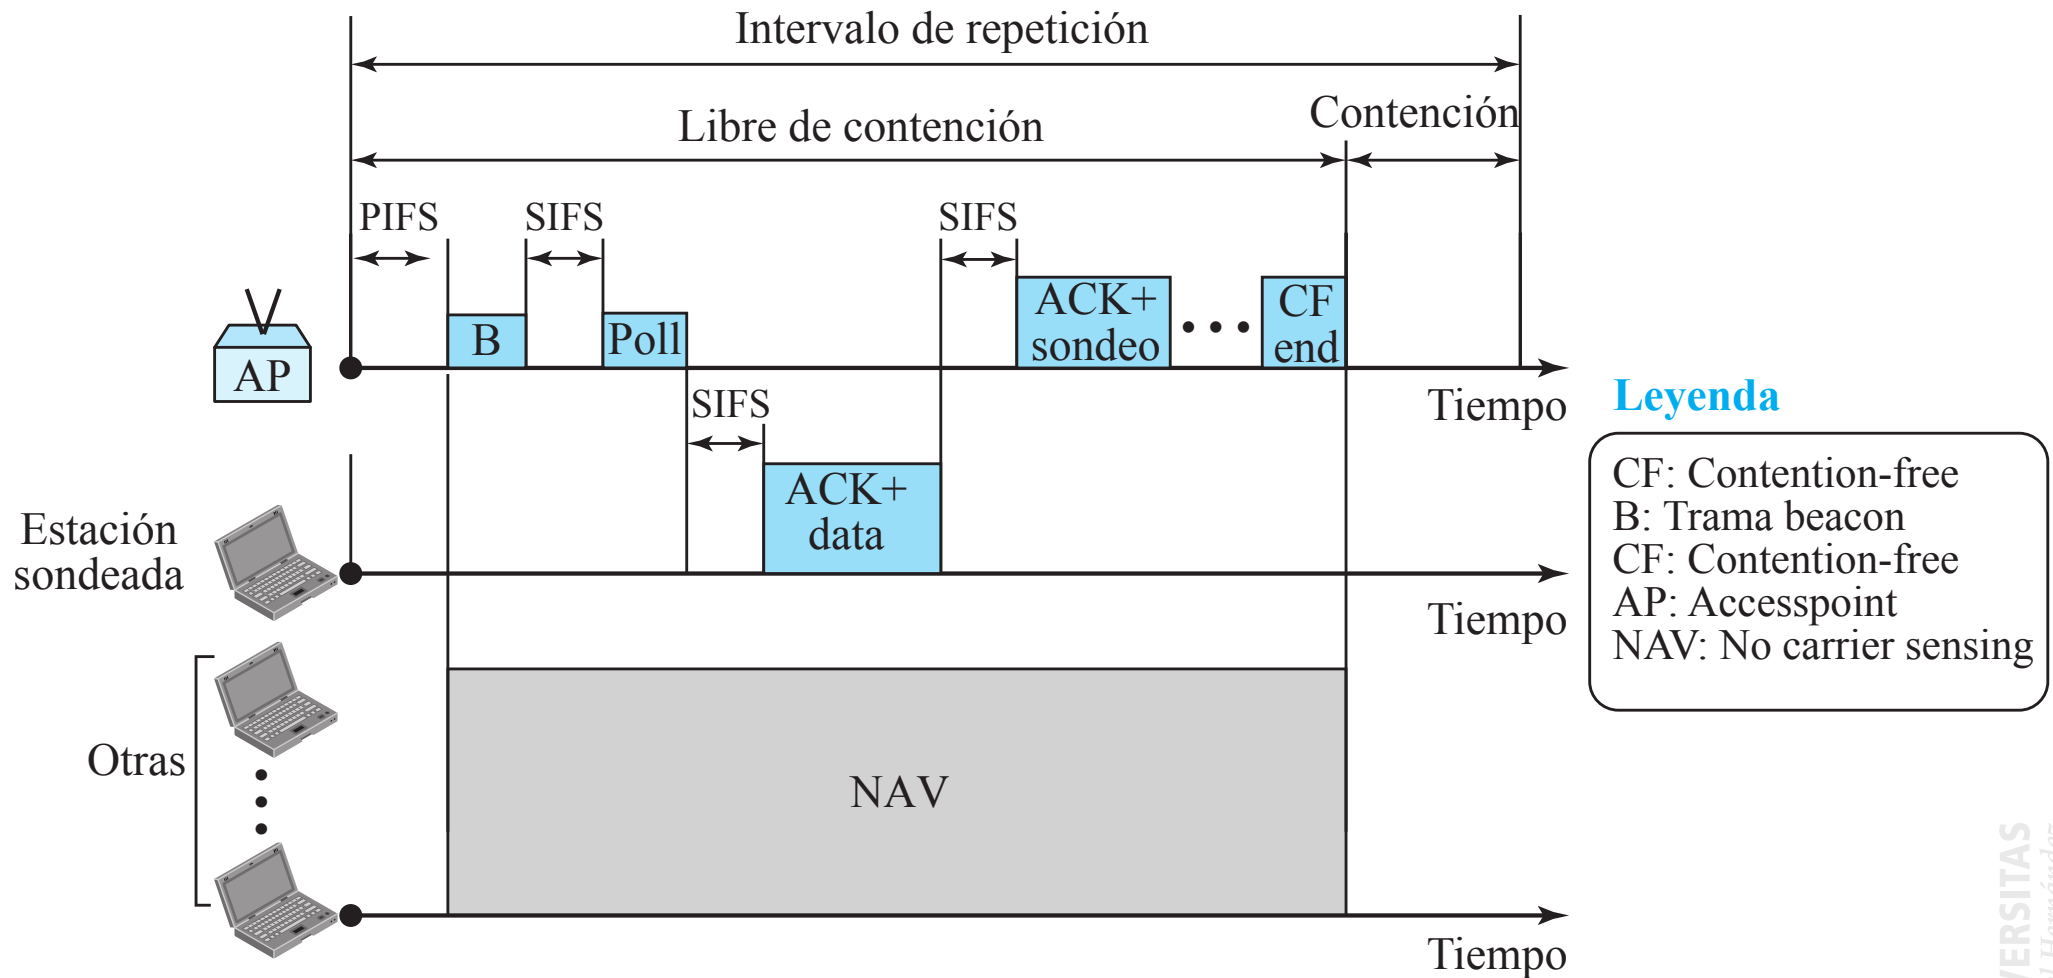 Intervalo de repetición
Libre de contención
Contención
PIFS
SIFS
SIFS
B
Poll
ACK+
sondeo
CF
end
AP
Tiempo
SIFS
ACK+
data
Estación
sondeada
Tiempo
Otras
NAV
Tiempo
Leyenda
CF: Contention-free
B: Trama beacon
CF: Contention-free
AP: Accesspoint
NAV: No carrier sensing
VERSITAS
Hernández